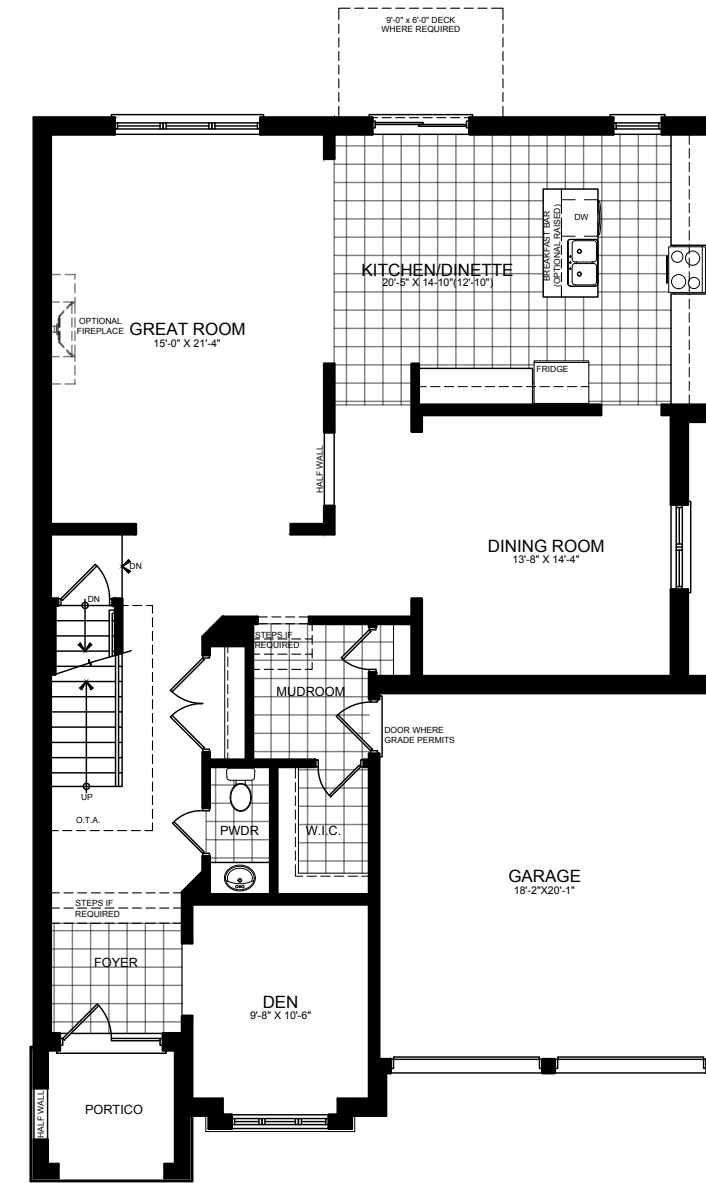 9'-0" x 6'-0" DECK
WHERE REQUIRED
BREAKFAST BAR
(OPTIONAL RAISED)
DW
KITCHEN/DINETTE
20'-5" X 14-10"(12'-10")
OPTIONAL
FIREPLACE
GREAT ROOM
15'-0" X 21'-4"
FRIDGE
HALF WALL
DINING ROOM
13'-8" X 14'-4"
DN
DN
STEPS IF
REQUIRED
MUDROOM
DOOR WHERE
GRADE PERMITS
UP
O.T.A.
PWDR
W.I.C.
GARAGE
18'-2"X20'-1"
STEPS IF
REQUIRED
FOYER
DEN
9'-8" X 10'-6"
HALF WALL
PORTICO